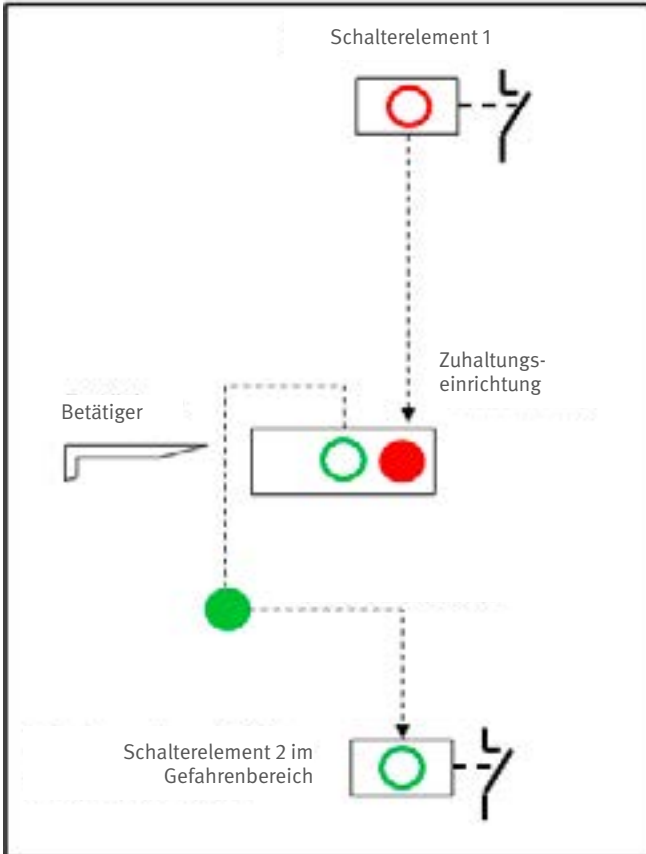 Schalterelement 1
Zuhaltungs-
einrichtung
Betätiger
Schalterelement 2 im
Gefahrenbereich